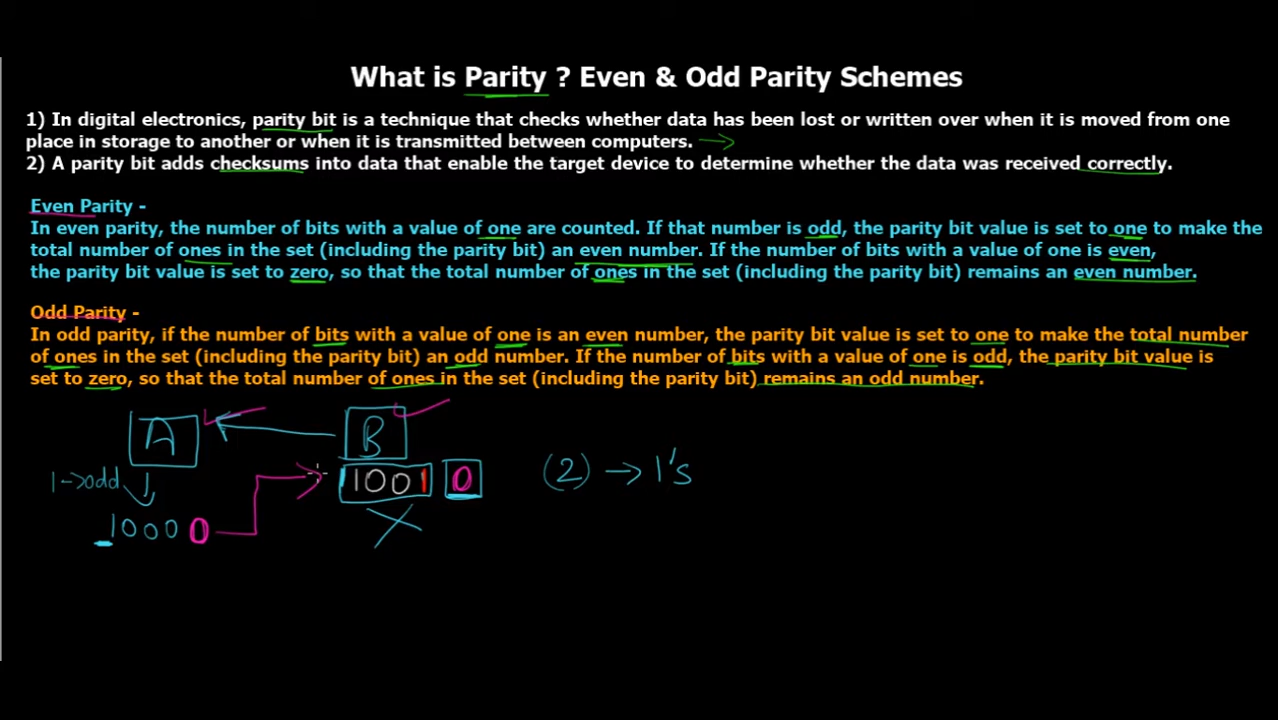 What is Parity ? Even & Odd Parity Schemes
1) In digital electronics, parity bit is a technique that checks whether data has been lost or written over when it is moved from one
place in storage to another or when it is transmitted between computers.
2) A parity bit adds checksums into data that enable the target device to determine whether the data was received correctly.
Even Parity -
In even parity, the number of bits with a value of one are counted. If that number is odd, the parity bit value is set to one to make the
total number of ones in the set (including the parity bit) an even number. If the number of bits with a value of one is even,
the parity bit value is set to zero, so that the total number of ones in the set (including the parity bit) remains an even number.
Odd Parity -
In odd parity, if the number of bits with a value of one is an even number, the parity bit value is set to one to make the total number
of ones in the set (including the parity bit) an odd number. If the number of bits with a value of one is odd, the parity bit value is
set to zero, so that the total number of ones in the set (including the parity bit) remains an odd number.
A B
1001 0 (2) → 1's
1→odd
1000 0